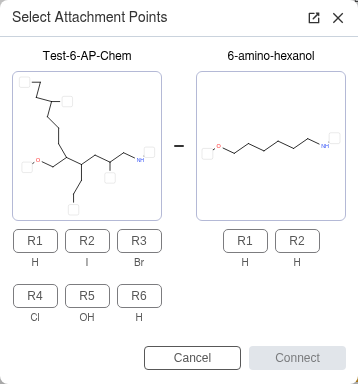 Select Attachment Points
Test-6-AP-Chem
6-amino-hexanol
O
NH
O
NH
R1 R2 R3
H I Br
R1 R2
H H
R4 R5 R6
Cl OH H
Cancel Connect